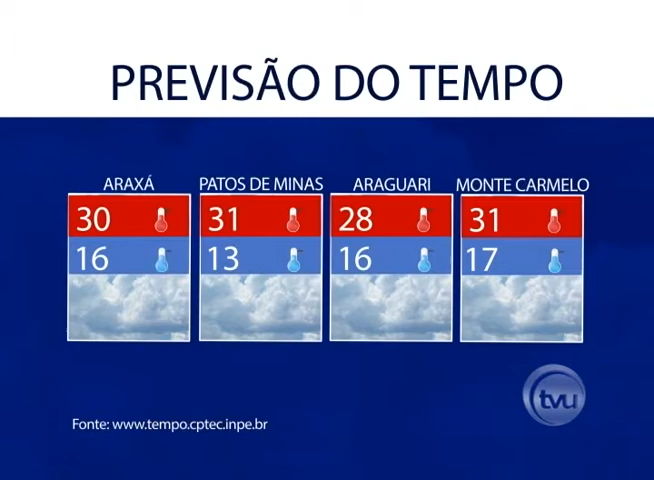 PREVISÃO DO TEMPO
ARAXÁ PATOS DE MINAS ARAGUARI MONTE CARMELO
30 31 28 31
16 13 16 17
tvu
Fonte: www.tempo.cptec.inpe.br